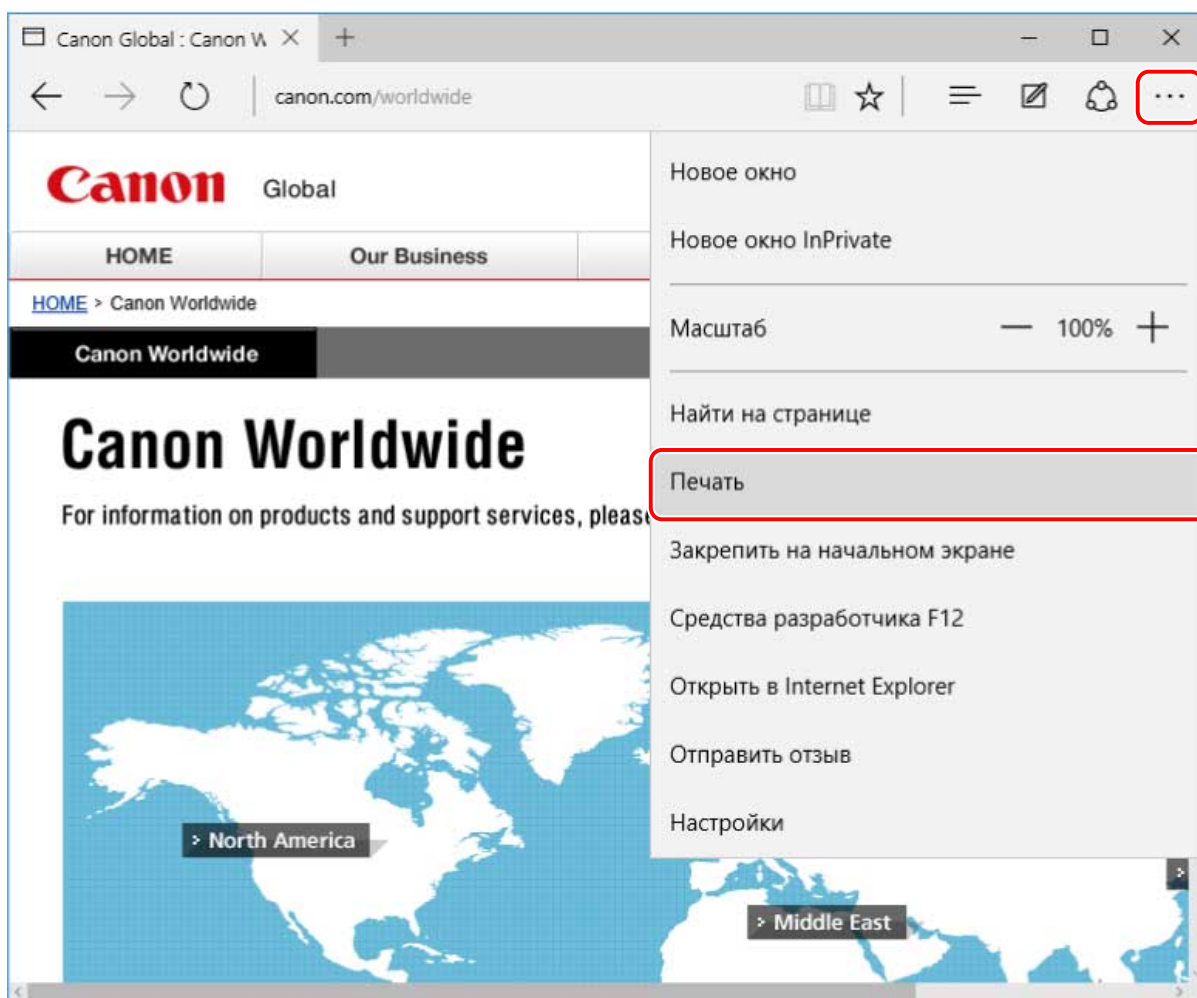 Canon Global : Canon W
canon.com/worldwide
Canon Global
HOME Our Business
HOME > Canon Worldwide
Canon Worldwide
Canon Worldwide
For information on products and support services, please
> North America
> Middle East
Новое окно
Новое окно InPrivate
Масштаб 100%
Найти на странице
Печать
Закрепить на начальном экране
Средства разработчика F12
Открыть в Internet Explorer
Отправить отзыв
Настройки